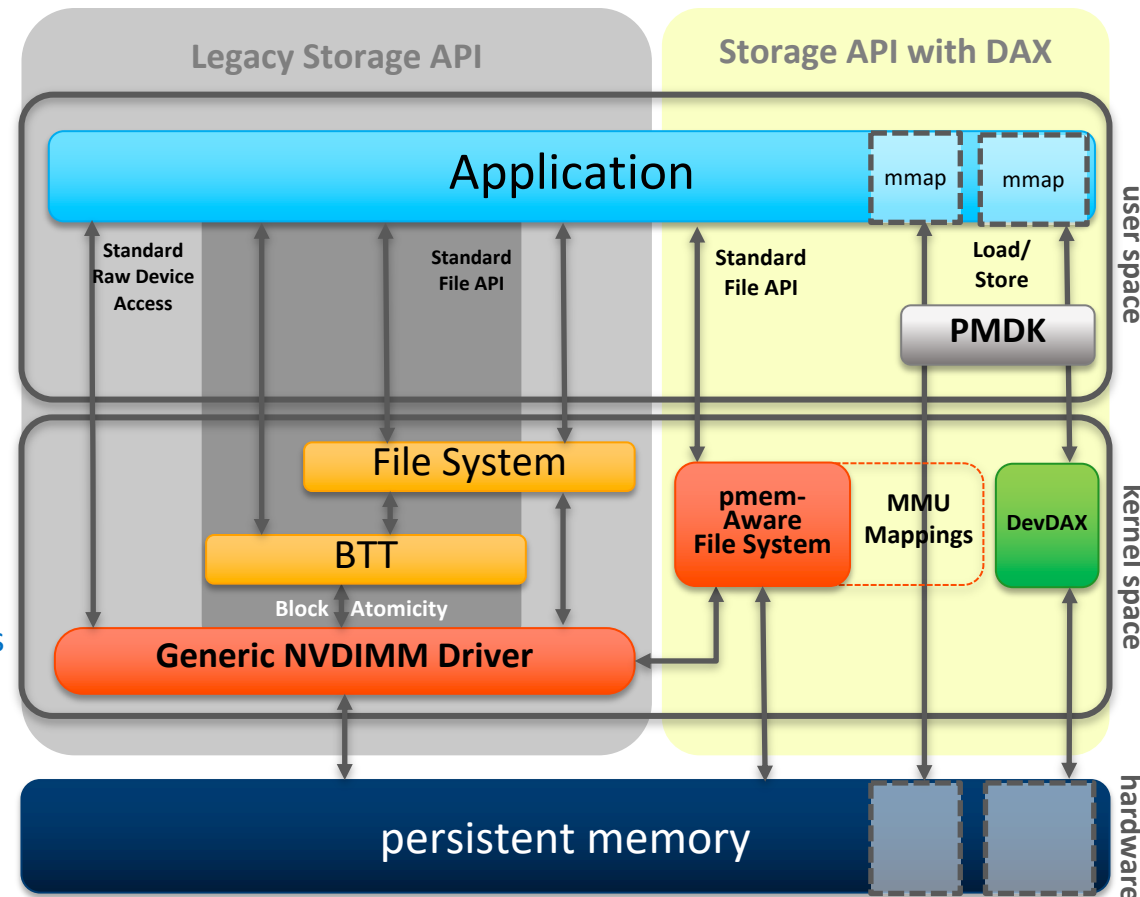 Legacy Storage API
Storage API with DAX
Application
mmap
mmap
user space
Standard
Raw Device
Access
Standard
File API
Standard
File API
Load/
Store
PMDK
File System
BTT
Block
Atomicity
Generic NVDIMM Driver
pmem-
Aware
File System
MMU
Mappings
DevDAX
kernel space
s
persistent memory
hardware